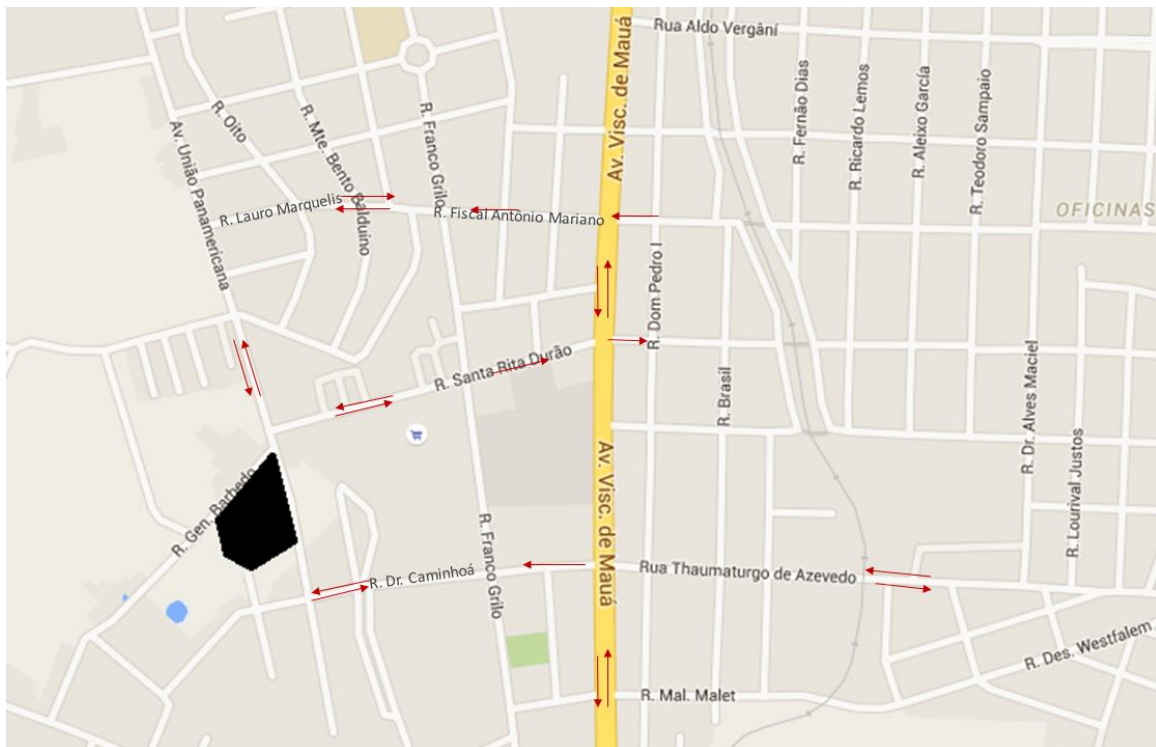 Rua Aldo Vergâní
Av. Visc. de Mauá
R. Oito
R. Mte. Bento Balduino
R. Franco Grilo
Av. União Panamericana
R. Fernão Dias
R. Ricardo Lemos
R. Aleixo García
R. Teodoro Sampaio
R. Lauro Marquelis
R. Fiscal Antônio Mariano
OFICINAS
R. Dom Pedro I
R. Santa Rita Durão
R. Brasil
R. Dr. Alves Maciel
R. Lourival Justos
Av. Visc. de Mauá
R. Gen. Barbedo
R. Franco Grilo
R. Dr. Caminhoá
Rua Thaumaturgo de Azevedo
R. Des. Westfalem
R. Mal. Malet